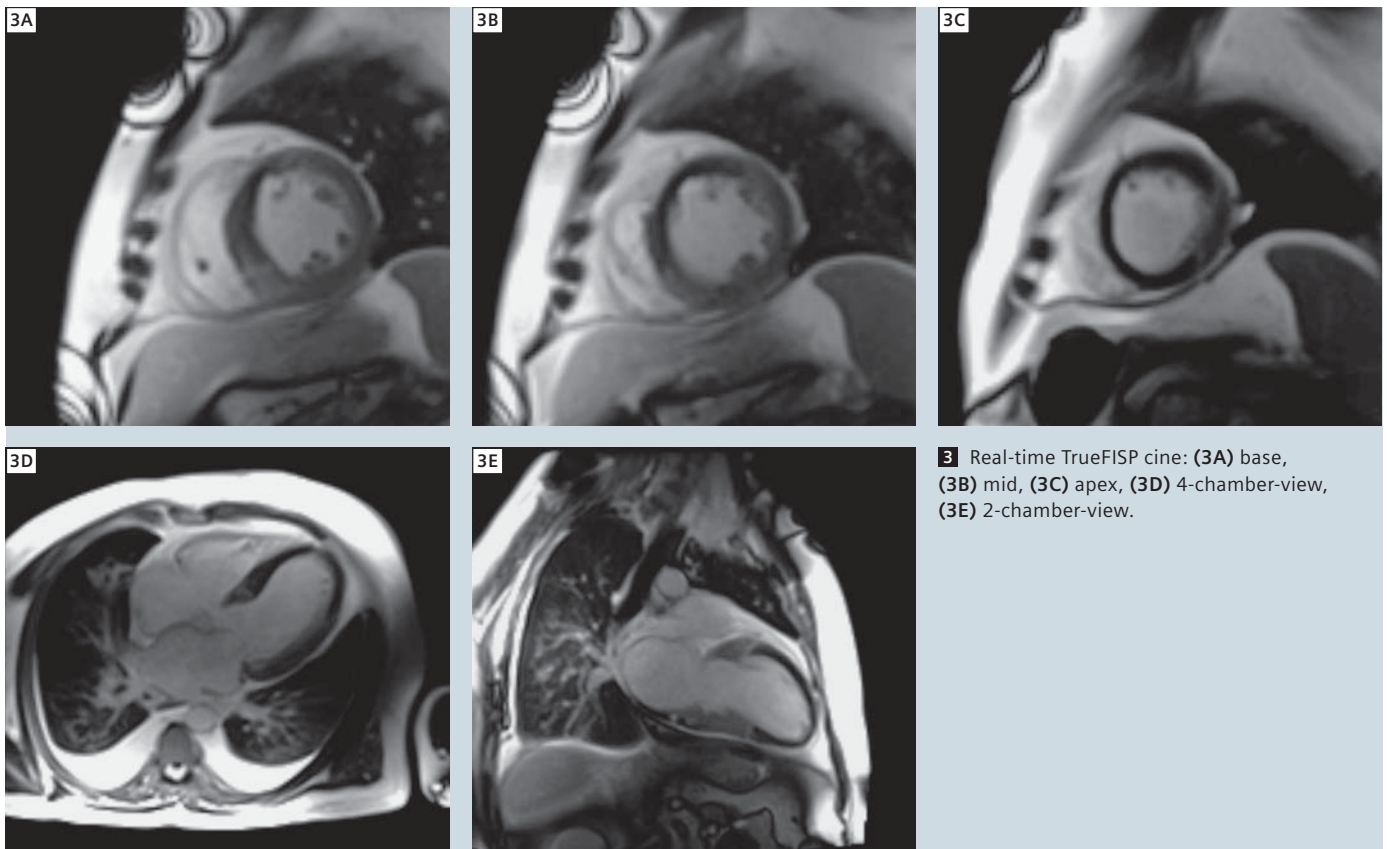 3A
3B
3C
3D
3E
3 Real-time TrueFISP cine: (3A) base,
(3B) mid, (3C) apex, (3D) 4-chamber-view,
(3E) 2-chamber-view.